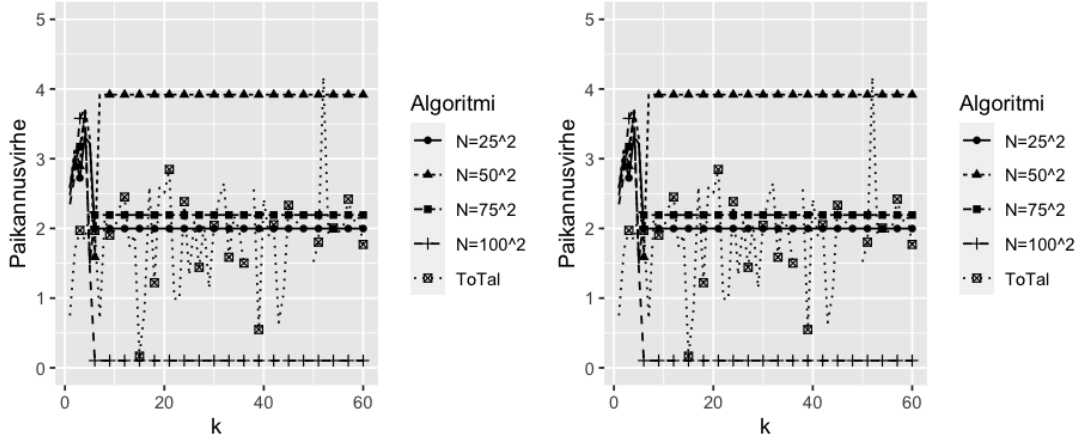 Paikannusvirhe
5
4
3
2
1
0
0
20
40
60
k
Algoritmi
N=25^2
N=50^2
N=75^2
N=100^2
ToTal
Paikannusvirhe
5
4
3
2
1
0
0
20
40
60
k
Algoritmi
N=25^2
N=50^2
N=75^2
N=100^2
ToTal